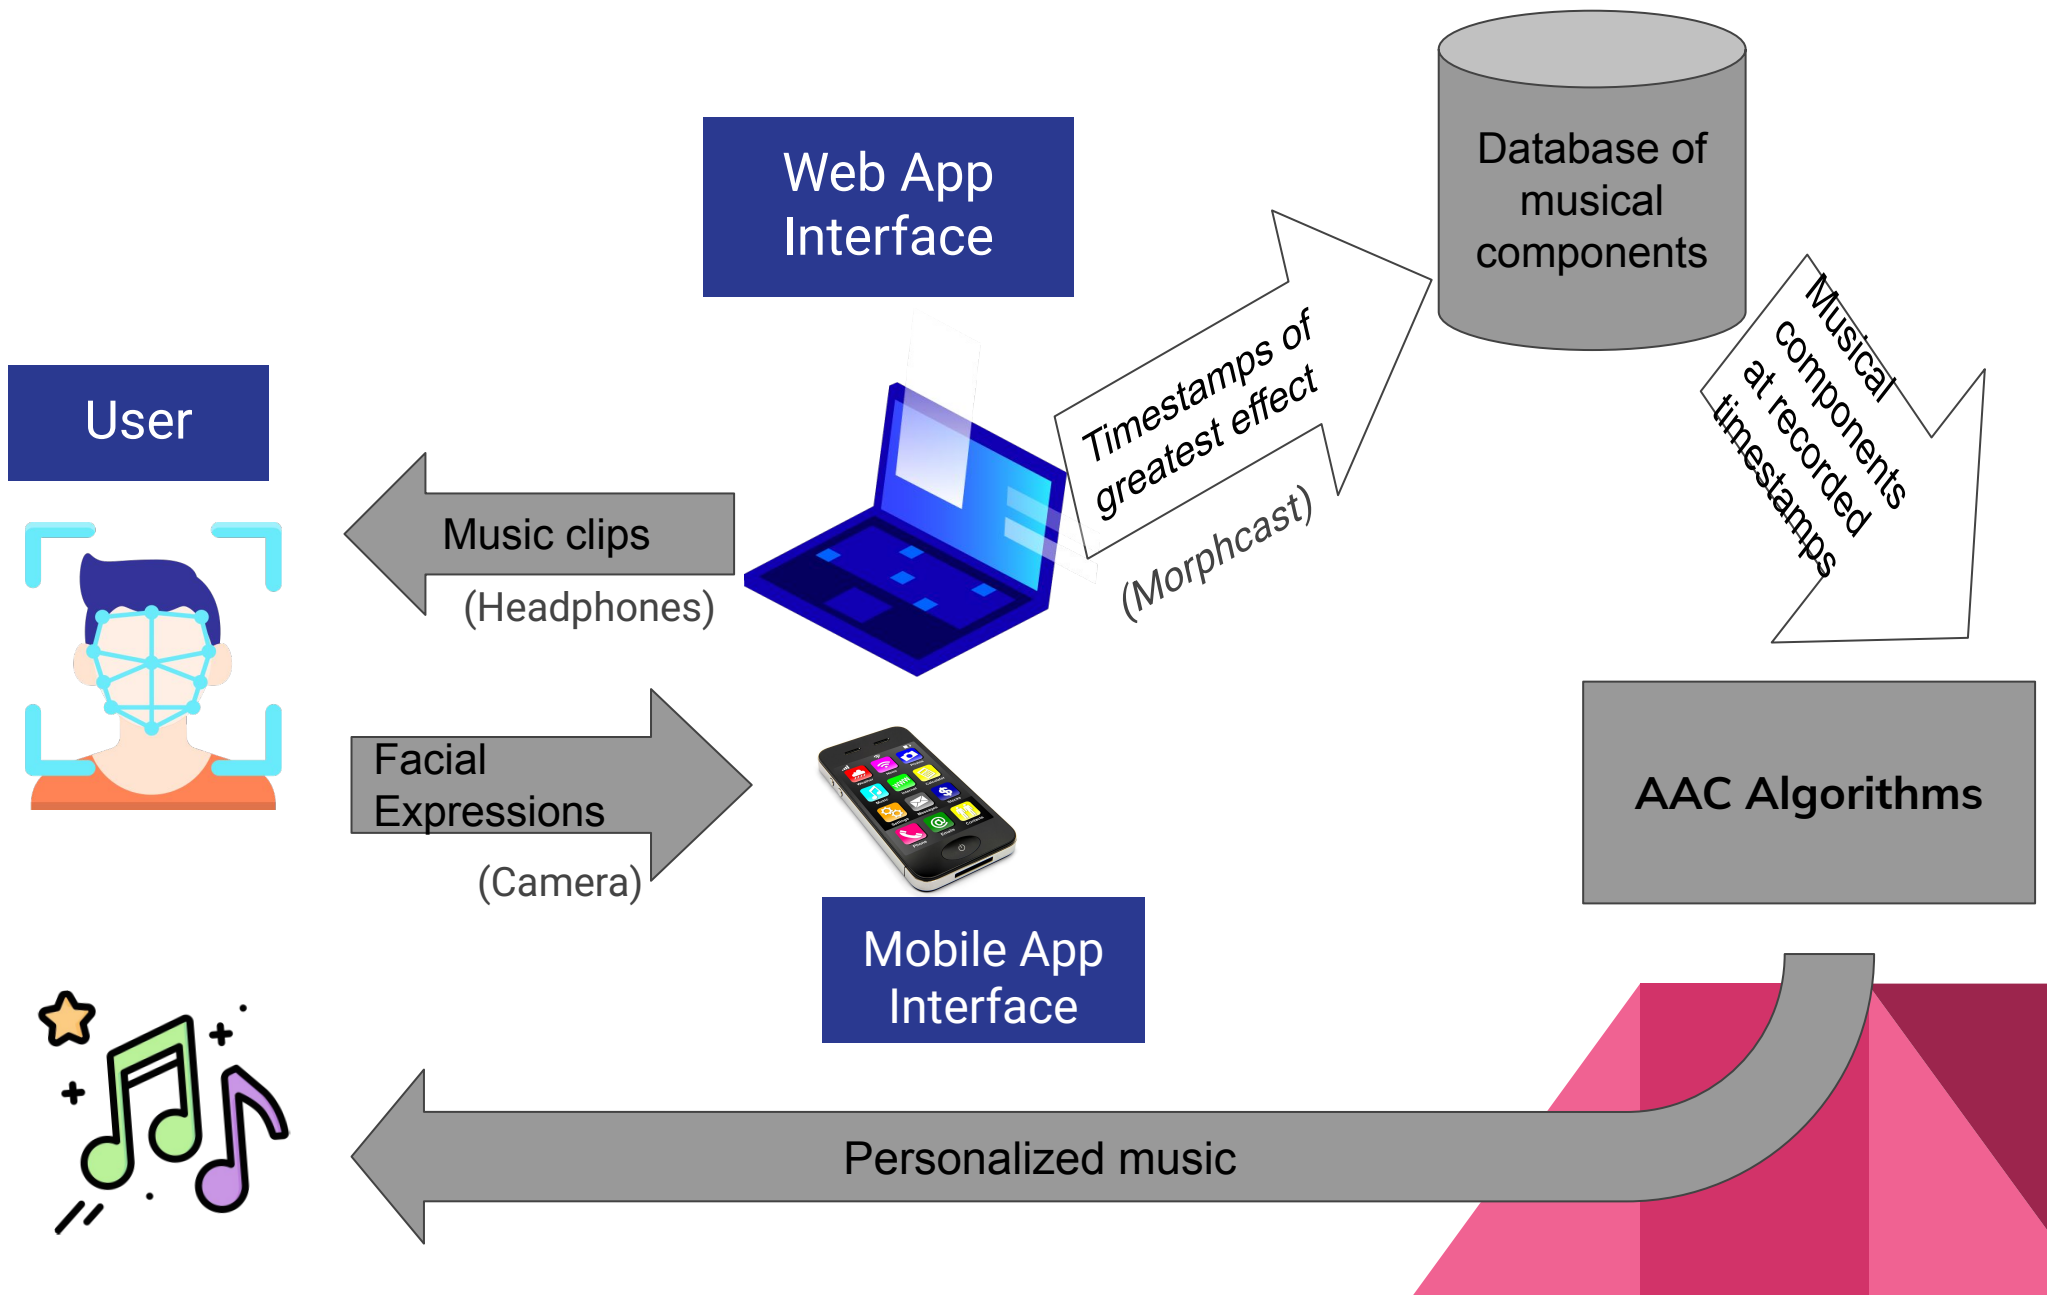 Web App
Interface
Database of
musical
components
User
Timestamps of
greatest effect
(Morphcast)
Musical
components
at recorded
timestamps
Music clips
(Headphones)
Facial
Expressions
(Camera)
AAC Algorithms
Mobile App
Interface
Personalized music